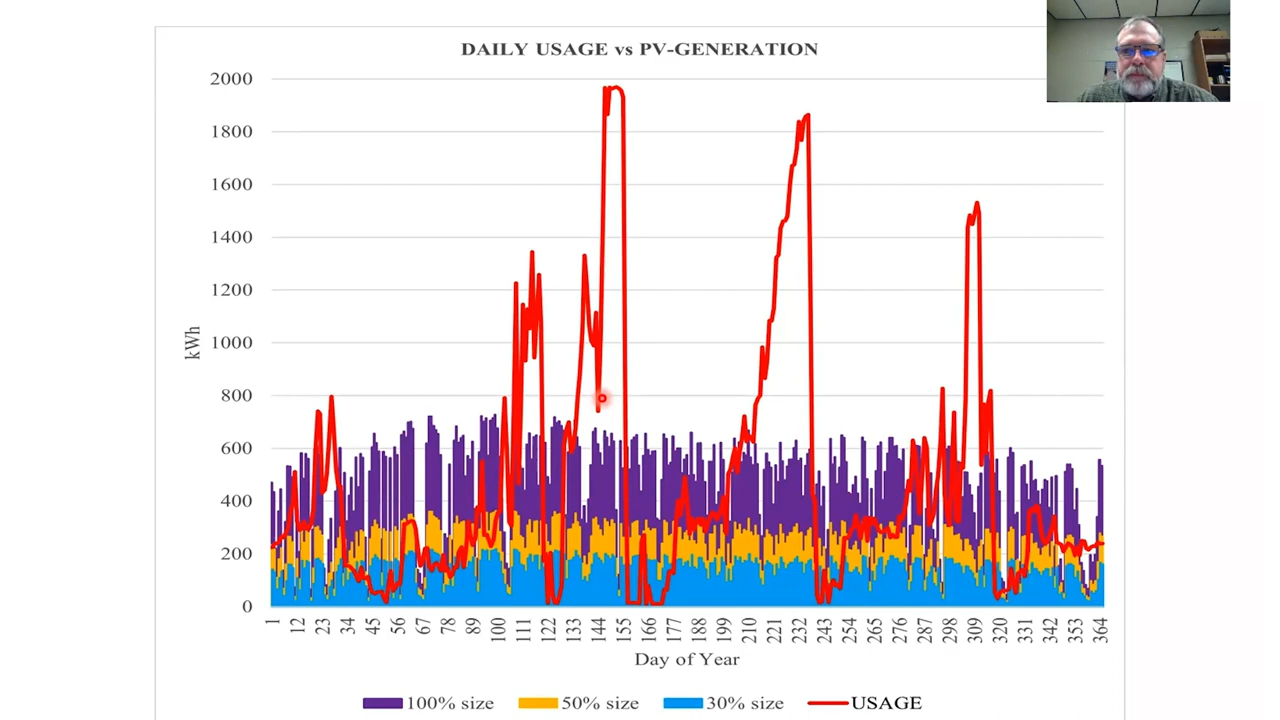 DAILY USAGE vs PV-GENERATION
2000
1800
1600
1400
1200
1000
800
600
400
200
0
kWh
1 12 23 34 45 56 67 78 89 100 111 122 133 144 155 166 177 188 199 210 221 232 243 254 265 276 287 298 309 320 331 342 353 364
Day of Year
100% size 50% size 30% size USAGE